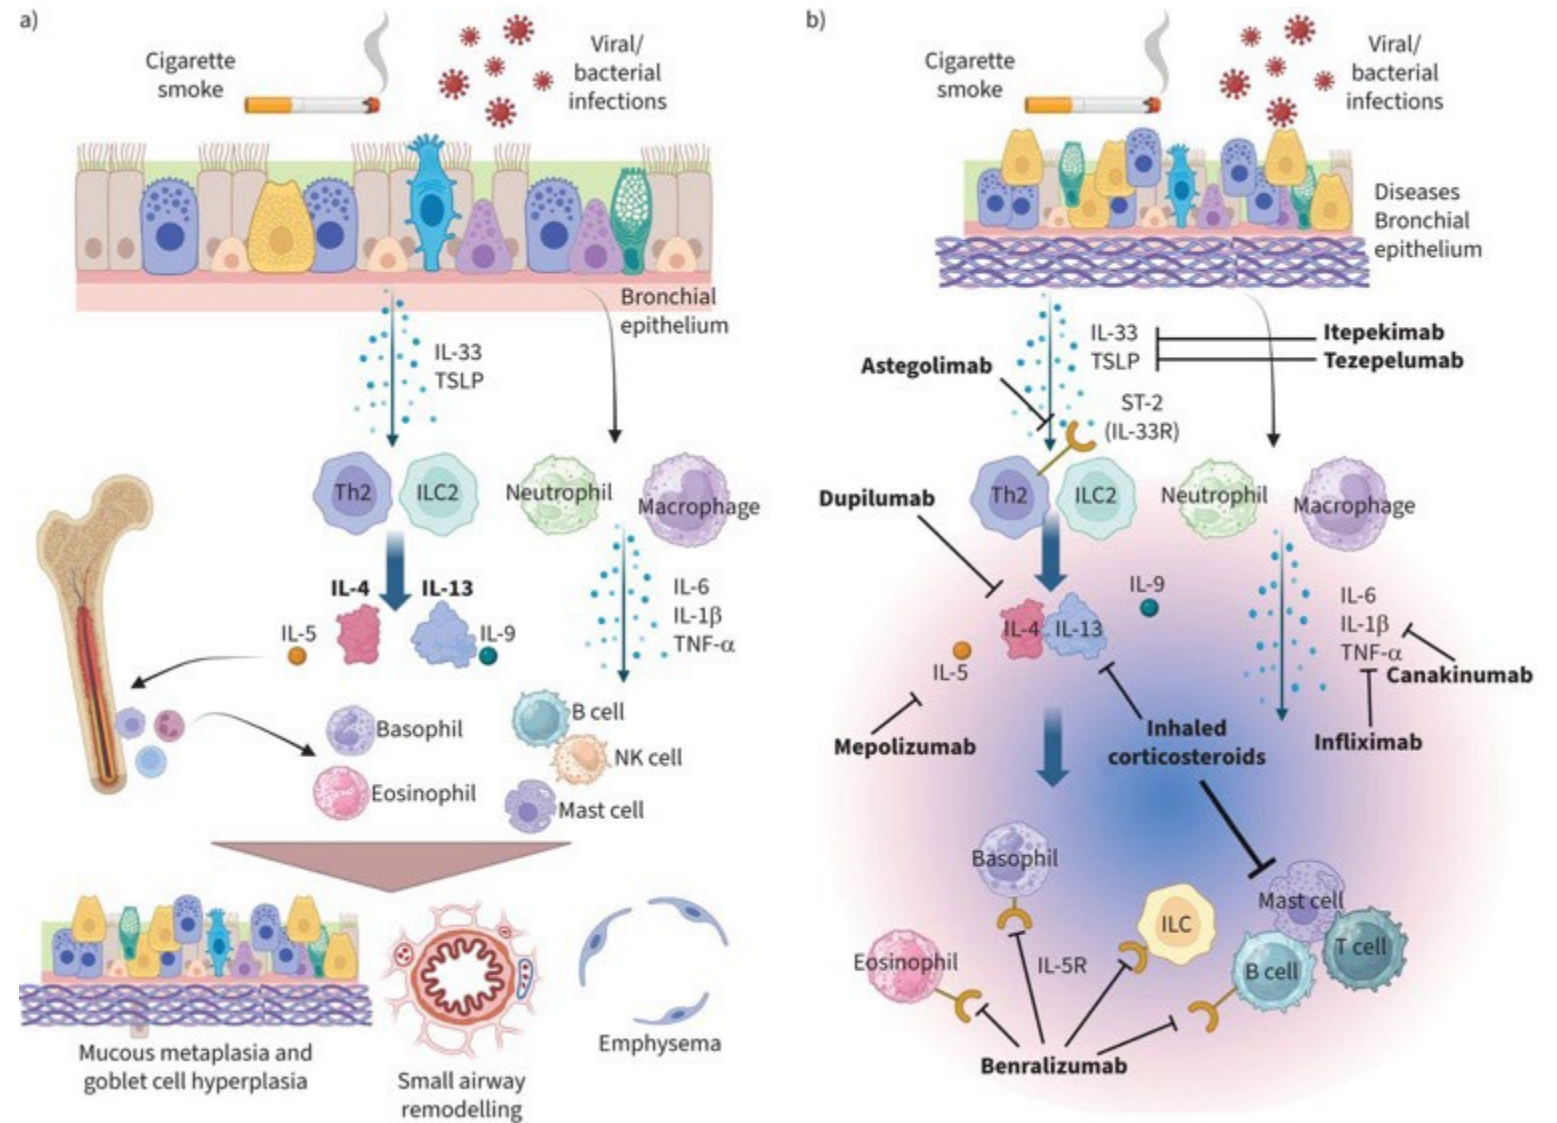 a)
Cigarette
smoke
Viral/
bacterial
infections
Bronchial
epithelium
IL-33
TSLP
Th2
ILC2
Neutrophil
Macrophage
IL-4
IL-13
IL-5
IL-9
IL-6
IL-1β
TNF-α
Basophil
Eosinophil
B cell
NK cell
Mast cell
Mucous metaplasia and
goblet cell hyperplasia
Small airway
remodelling
Emphysema
b)
Cigarette
smoke
Viral/
bacterial
infections
Diseases
Bronchial
epithelium
IL-33
TSLP
Itepekimab
Tezepelumab
Astegolimab
ST-2
(IL-33R)
Th2
ILC2
Neutrophil
Macrophage
Dupilumab
IL-4
IL-13
IL-9
IL-5
IL-6
IL-1β
TNF-α
Canakinumab
Mepolizumab
Inhaled
corticosteroids
Infliximab
Basophil
Mast cell
ILC
T cell
Eosinophil
IL-5R
B cell
Benralizumab